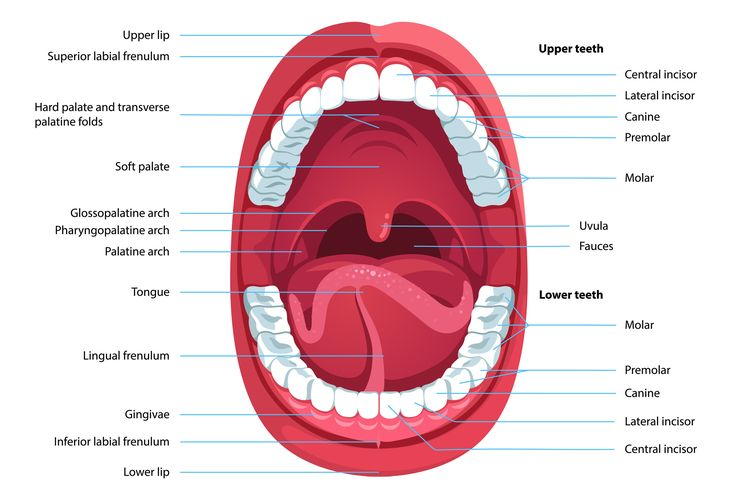 Upper lip
Superior labial frenulum
Hard palate and transverse
palatine folds
Soft palate
Glossopalatine arch
Pharyngopalatine arch
Palatine arch
Tongue
Lingual frenulum
Gingivae
Inferior labial frenulum
Lower lip
Upper teeth
Central incisor
Lateral incisor
Canine
Premolar
Molar
Uvula
Fauces
Lower teeth
Molar
Premolar
Canine
Lateral incisor
Central incisor